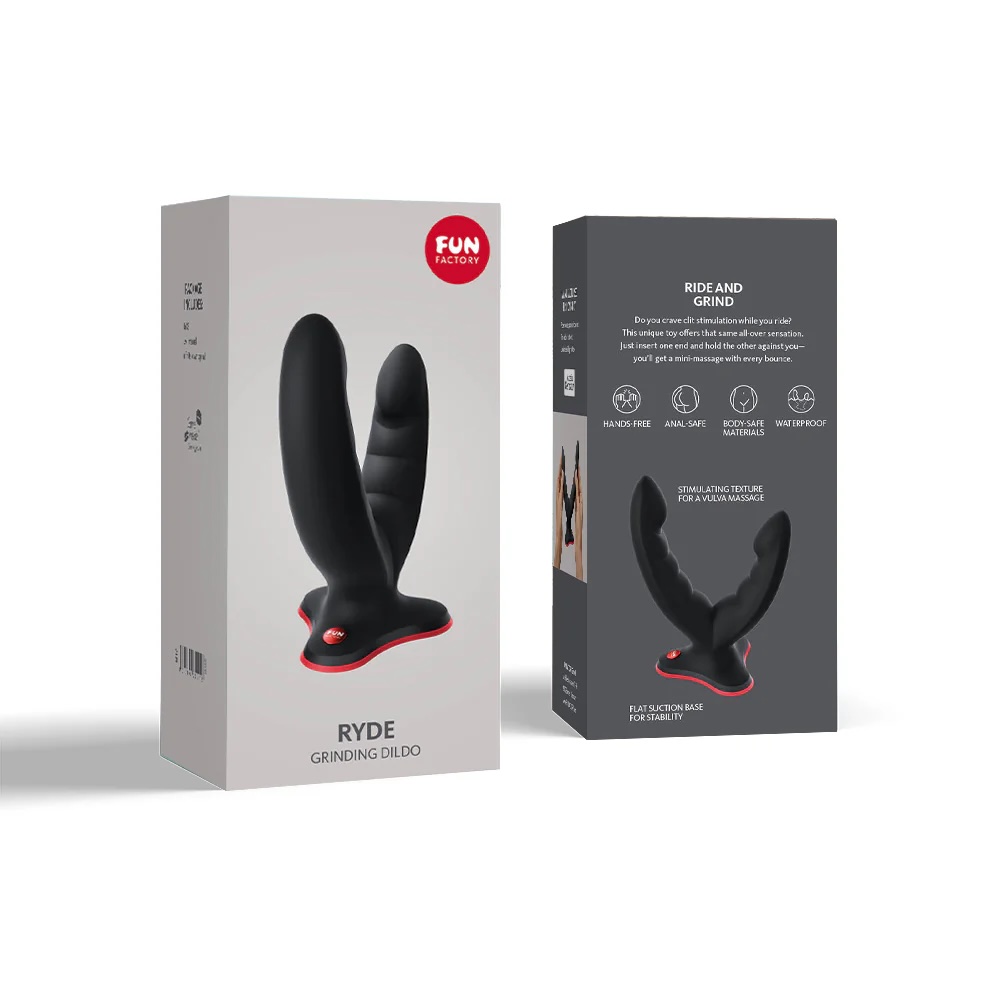 FUN
FACTORY
PACKAGE
INCLUDES:
FUN
RYDE
GRINDING DILDO
RIDE AND
GRIND
Do you crave clit stimulation while you ride?
This unique toy offers that same all-over sensation.
Just insert one end and hold the other against you—
you'll get a mini-massage with every bounce.
HANDS-FREE
ANAL-SAFE
BODY-SAFE
MATERIALS
WATERPROOF
STIMULATING TEXTURE
FOR A VULVA MASSAGE
FLAT SUCTION BASE
FOR STABILITY